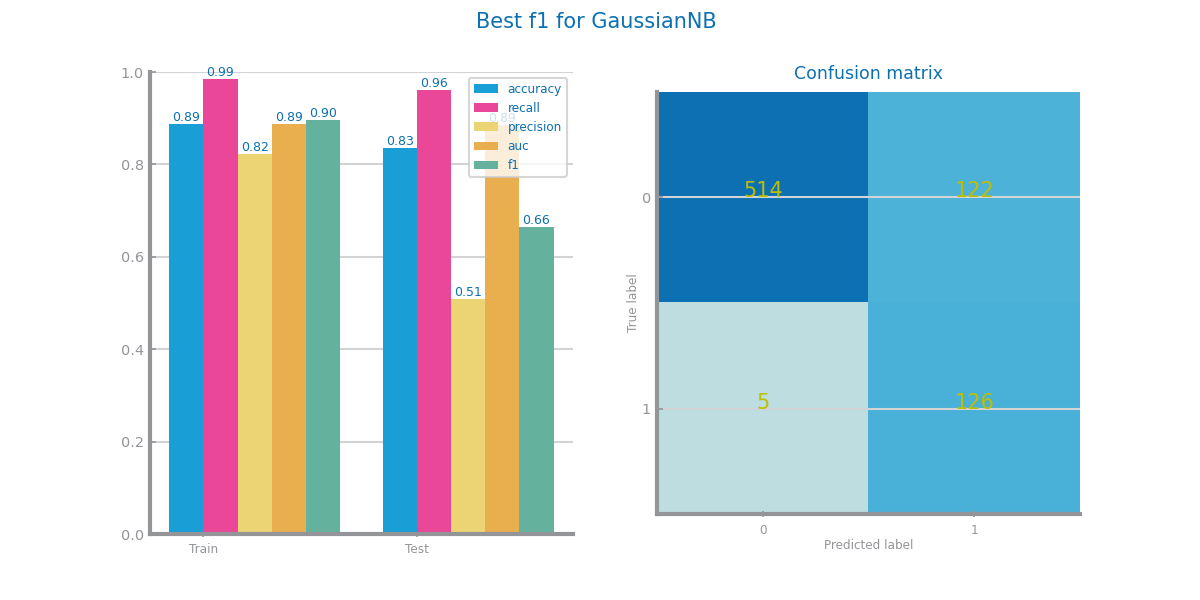 Best f1 for GaussianNB
1.0
0.8
0.6
0.4
0.2
0.0
0.89
0.99
0.82
0.89
0.90
0.83
0.96
0.51
0.89
0.66
accuracy
recall
precision
auc
f1
Train
Test
Confusion matrix
True label
0
1
514
122
5
126
0
1
Predicted label